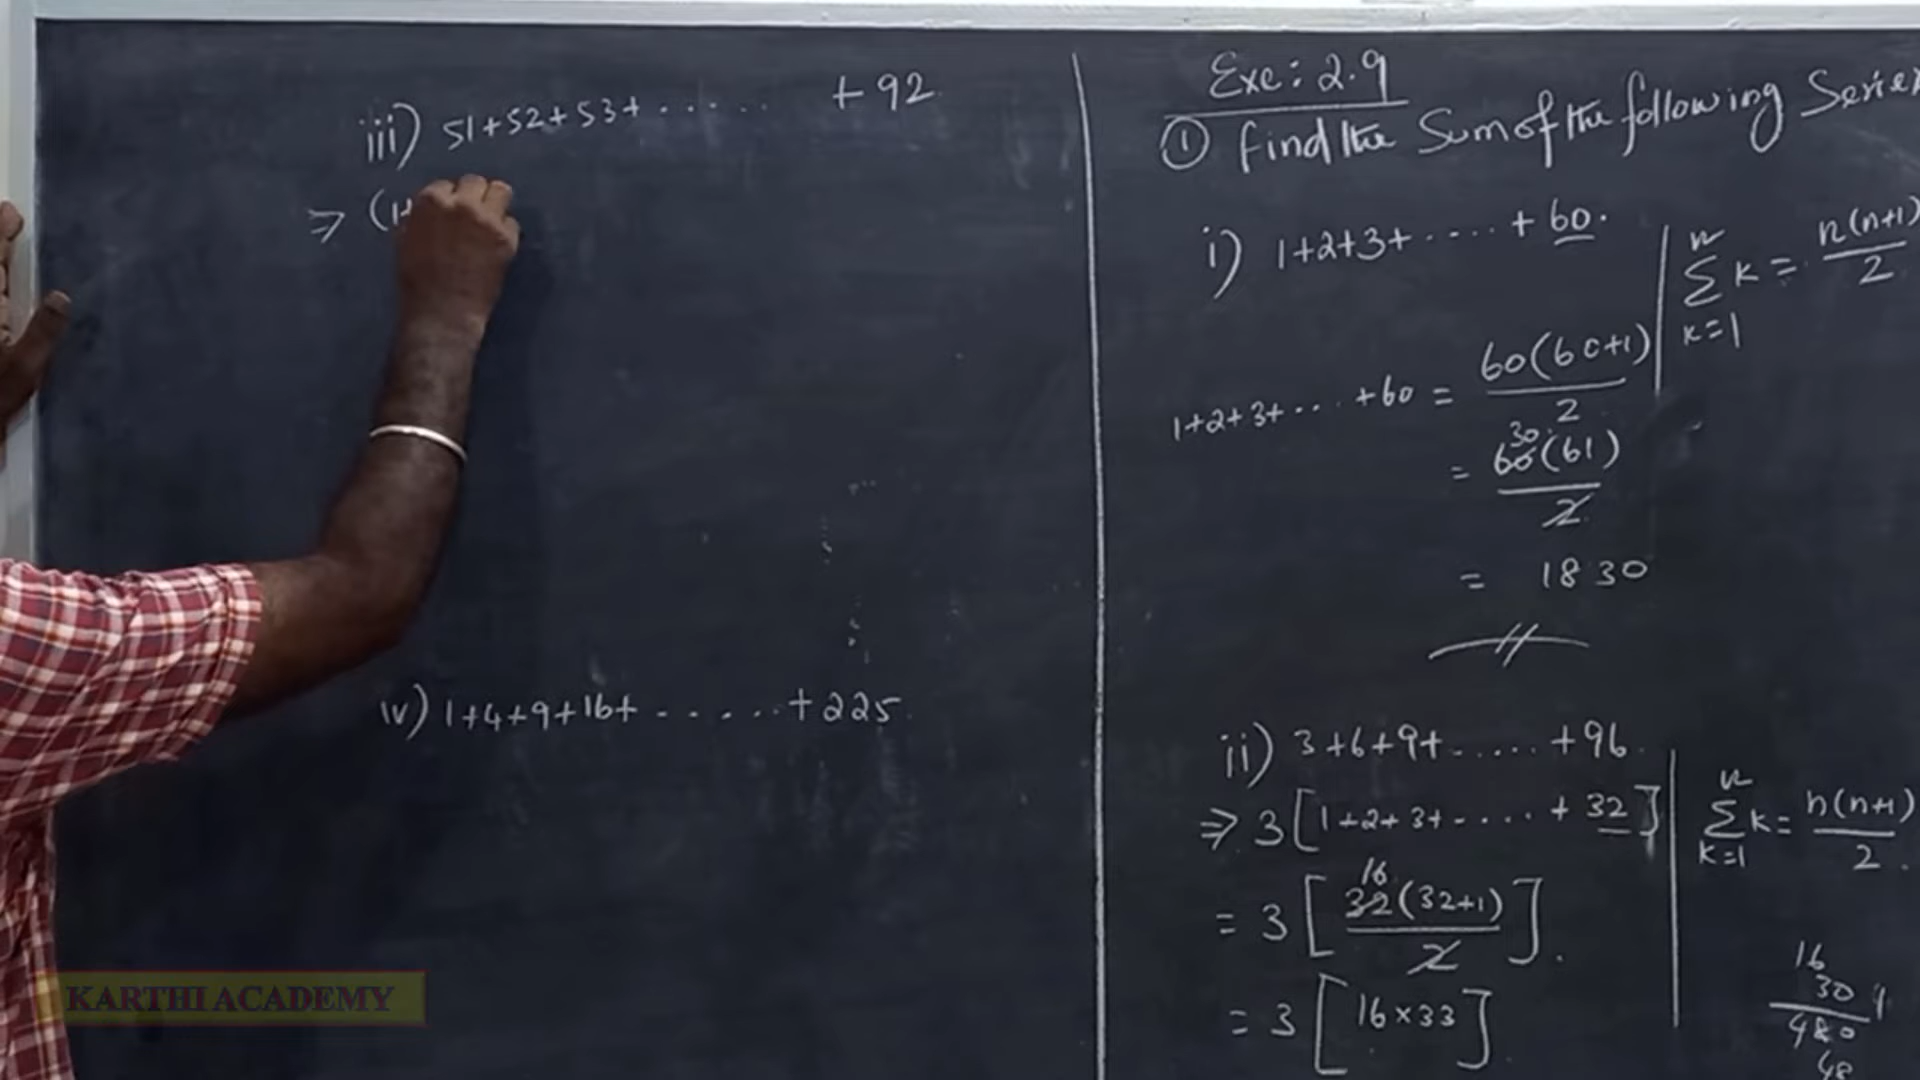 iii) 51+52+53+ . . . . . . +92
⇒ (1+
iv) 1+4+9+16+ . . . . . . +225
Exe: 2.9
① Find the Sum of the following Series
i) 1+2+3+ . . . . + 60.
n
Σ k = n(n+1)
2
k=1
1+2+3+ . . . +60 = 60(60+1)
2
30
= 60(61)
2
= 1830
ii) 3+6+9+ . . . . . +96
⇒ 3[1+2+3+ . . . . . + 32]
n
Σ k = n(n+1)
2
k=1
16
= 3[32(32+1)]
2
= 3[16×33]
16
30
480
48
KARTHI ACADEMY